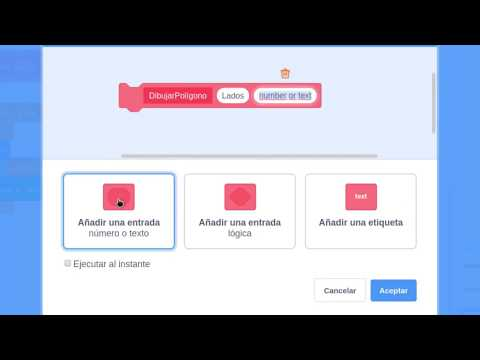 DibujarPolígono Lados number or text
text
Añadir una entrada
número o texto
Añadir una entrada
lógica
Añadir una etiqueta
Ejecutar al instante
Cancelar Aceptar